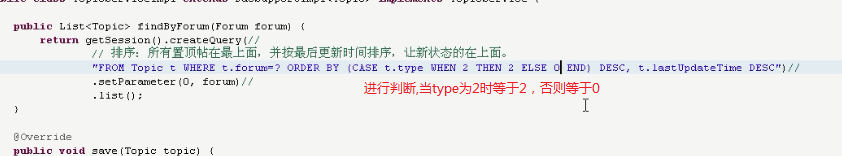 public List<Topic> findByForum(Forum forum) {
return getSession().createQuery(//
// 排序：所有置顶帖在最上面，并按最后更新时间排序，让新状态的在上面。
"FROM Topic t WHERE t.forum=? ORDER BY (CASE t.type WHEN 2 THEN 2 ELSE 0 END) DESC, t.lastUpdateTime DESC")//
.setParameter(0, forum)//
.list();
进行判断,当type为2时等于2，否则等于0
}
@Override
public void save(Topic topic) {